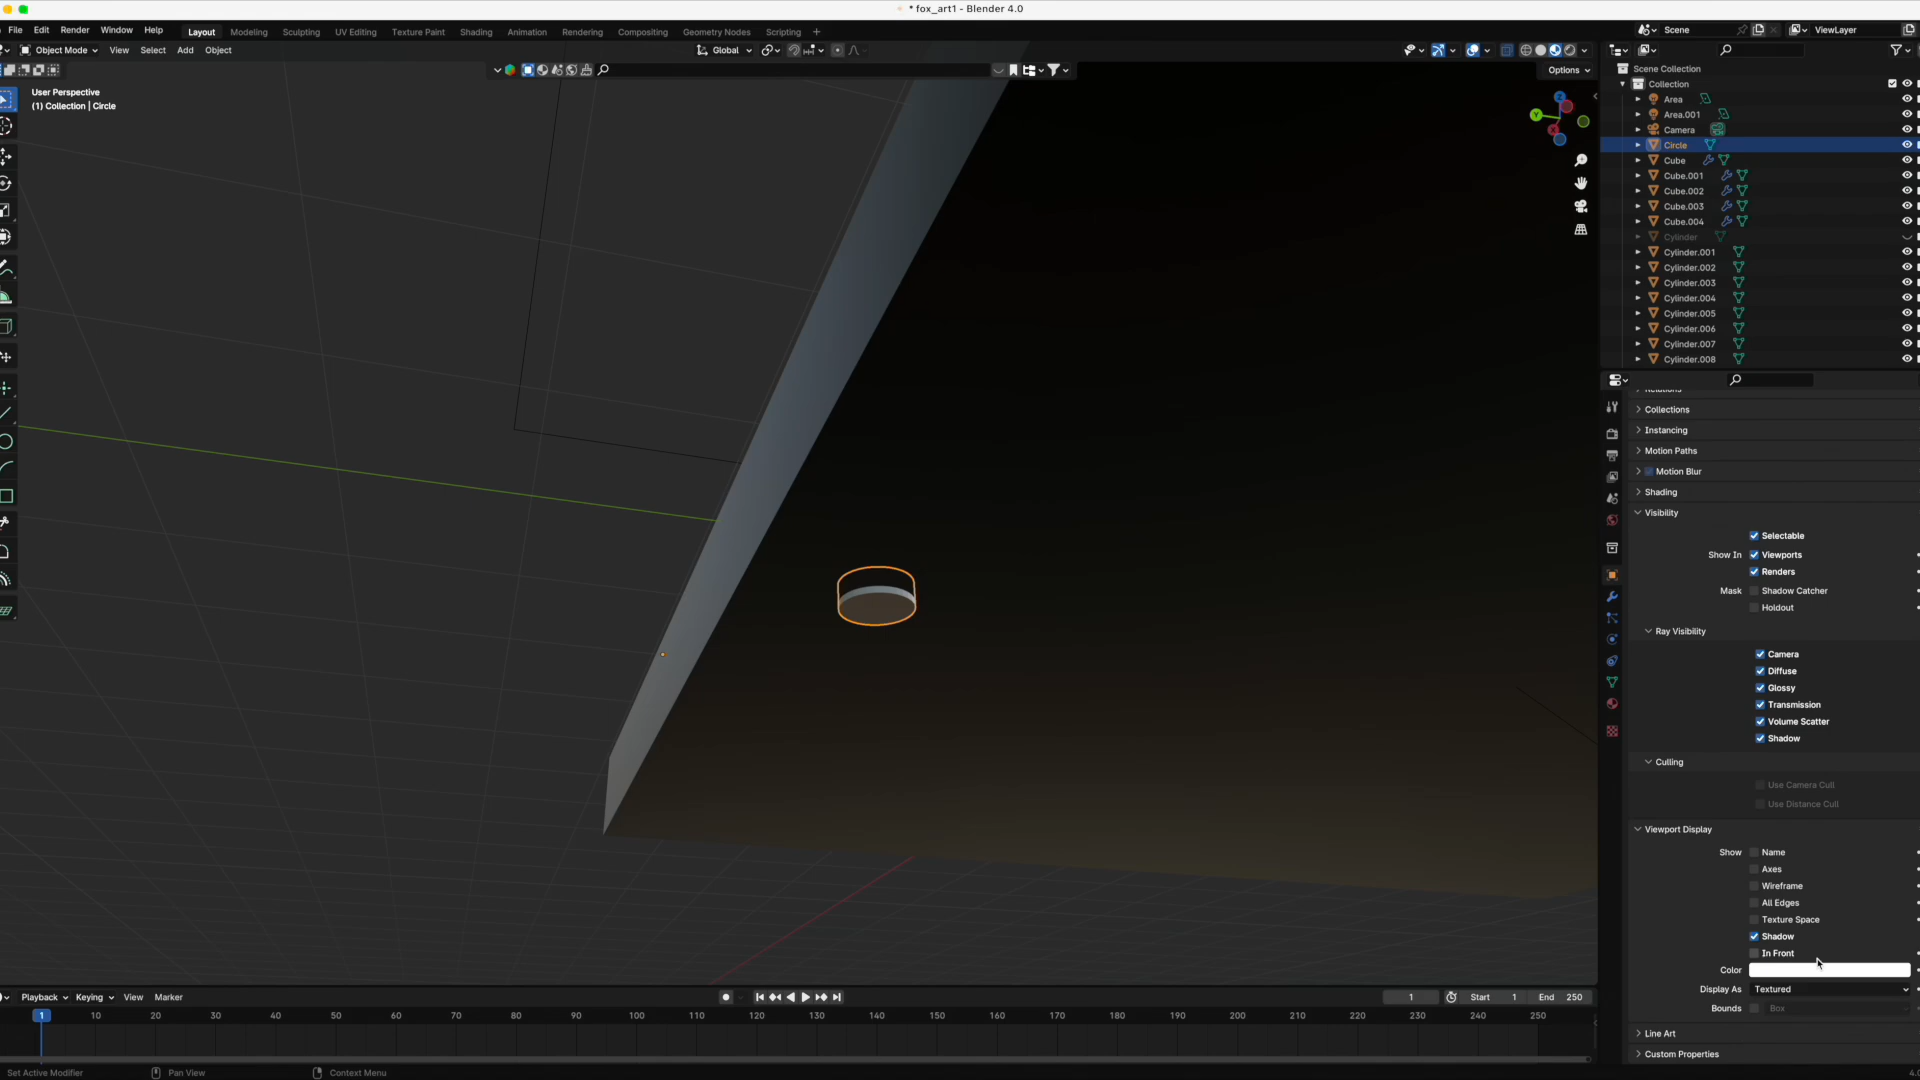 * fox_art1 - Blender 4.0
File Edit Render Window Help
Layout Modeling Sculpting UV Editing Texture Paint Shading Animation Rendering Compositing Geometry Nodes Scripting +
Scene
ViewLayer
Object Mode View Select Add Object
Global
Options
User Perspective
(1) Collection | Circle
Y
Z
X
Scene Collection
Collection
Area
Area.001
Camera
Circle
Cube
Cube.001
Cube.002
Cube.003
Cube.004
Cylinder
Cylinder.001
Cylinder.002
Cylinder.003
Cylinder.004
Cylinder.005
Cylinder.006
Cylinder.007
Cylinder.008
Relations
Collections
Instancing
Motion Paths
Motion Blur
Shading
Visibility
Selectable
Show In Viewports
Renders
Mask Shadow Catcher
Holdout
Ray Visibility
Camera
Diffuse
Glossy
Transmission
Volume Scatter
Shadow
Culling
Use Camera Cull
Use Distance Cull
Viewport Display
Show Name
Axes
Wireframe
All Edges
Texture Space
Shadow
In Front
Color
Display As Textured
Bounds Box
Line Art
Custom Properties
Playback Keying View Marker
1 Start 1 End 250
1 10 20 30 40 50 60 70 80 90 100 110 120 130 140 150 160 170 180 190 200 210 220 230 240 250
Set Active Modifier Pan View Context Menu
4.0